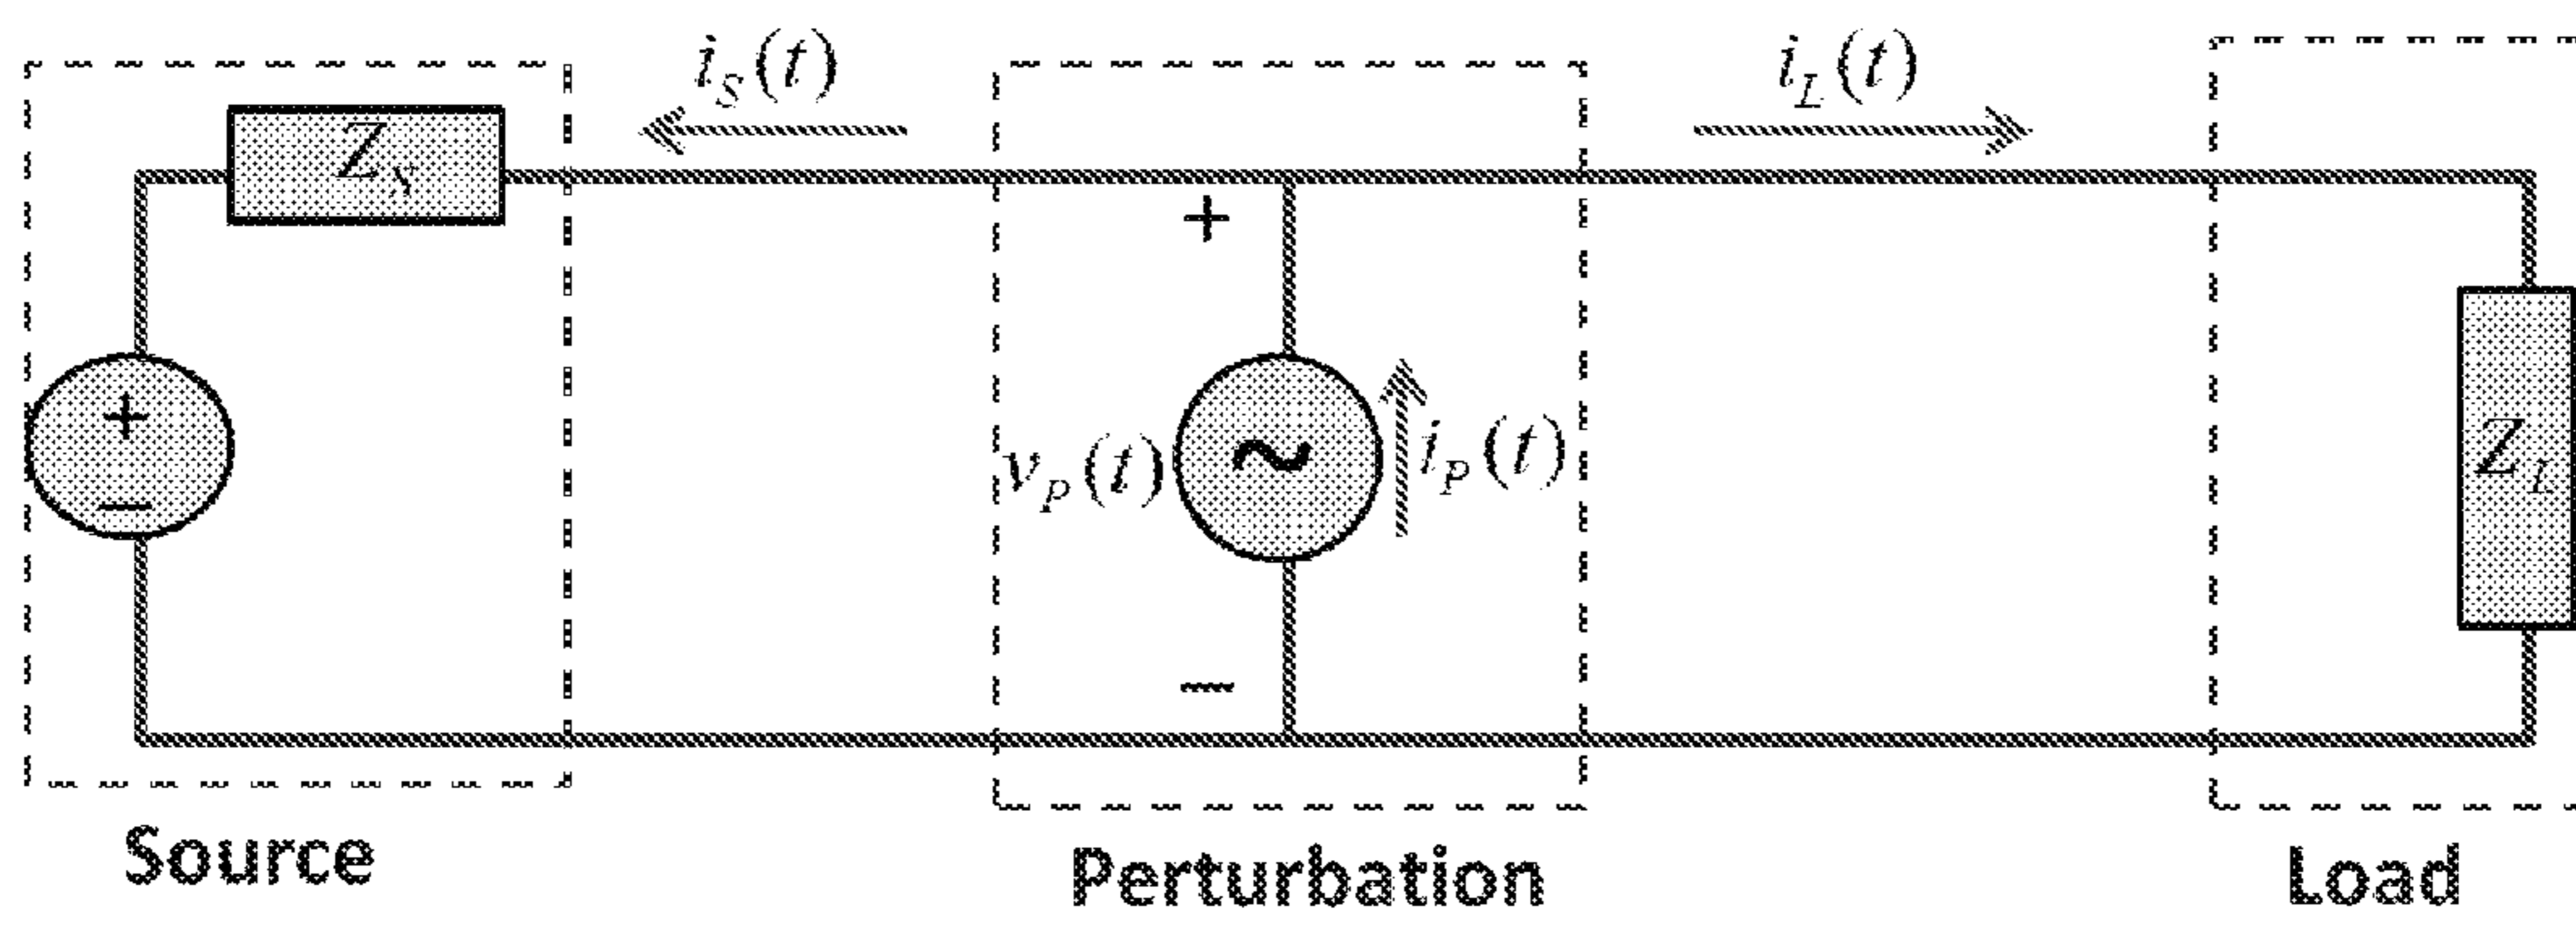 i_S(t)
i_L(t)
Z_S
+
+
−
v_P(t)
~
i_P(t)
Z_L
−
Source
Perturbation
Load